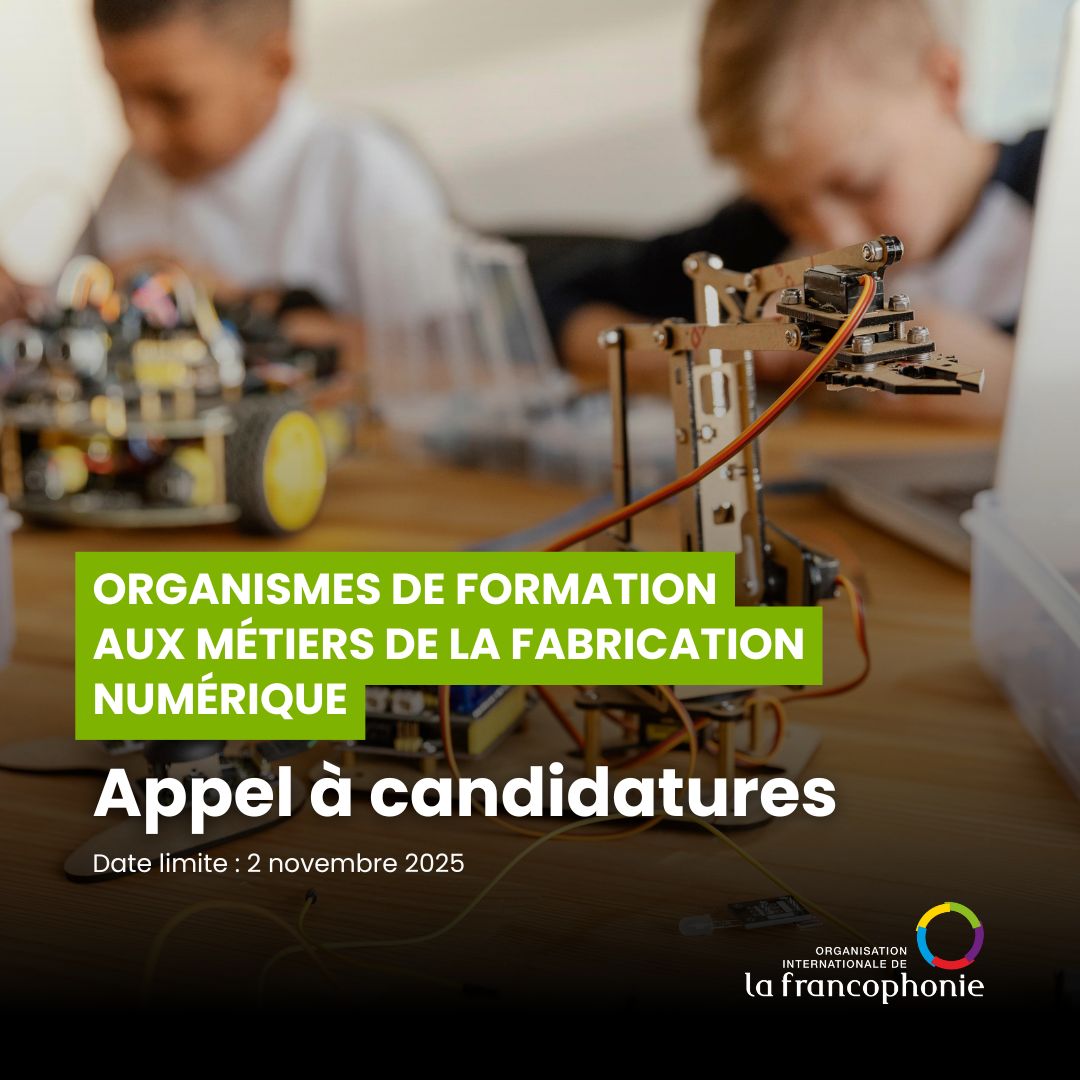 ORGANISMES DE FORMATION
AUX MÉTIERS DE LA FABRICATION
NUMÉRIQUE
Appel à candidatures
Date limite : 2 novembre 2025
ORGANISATION
INTERNATIONALE DE
la francophonie